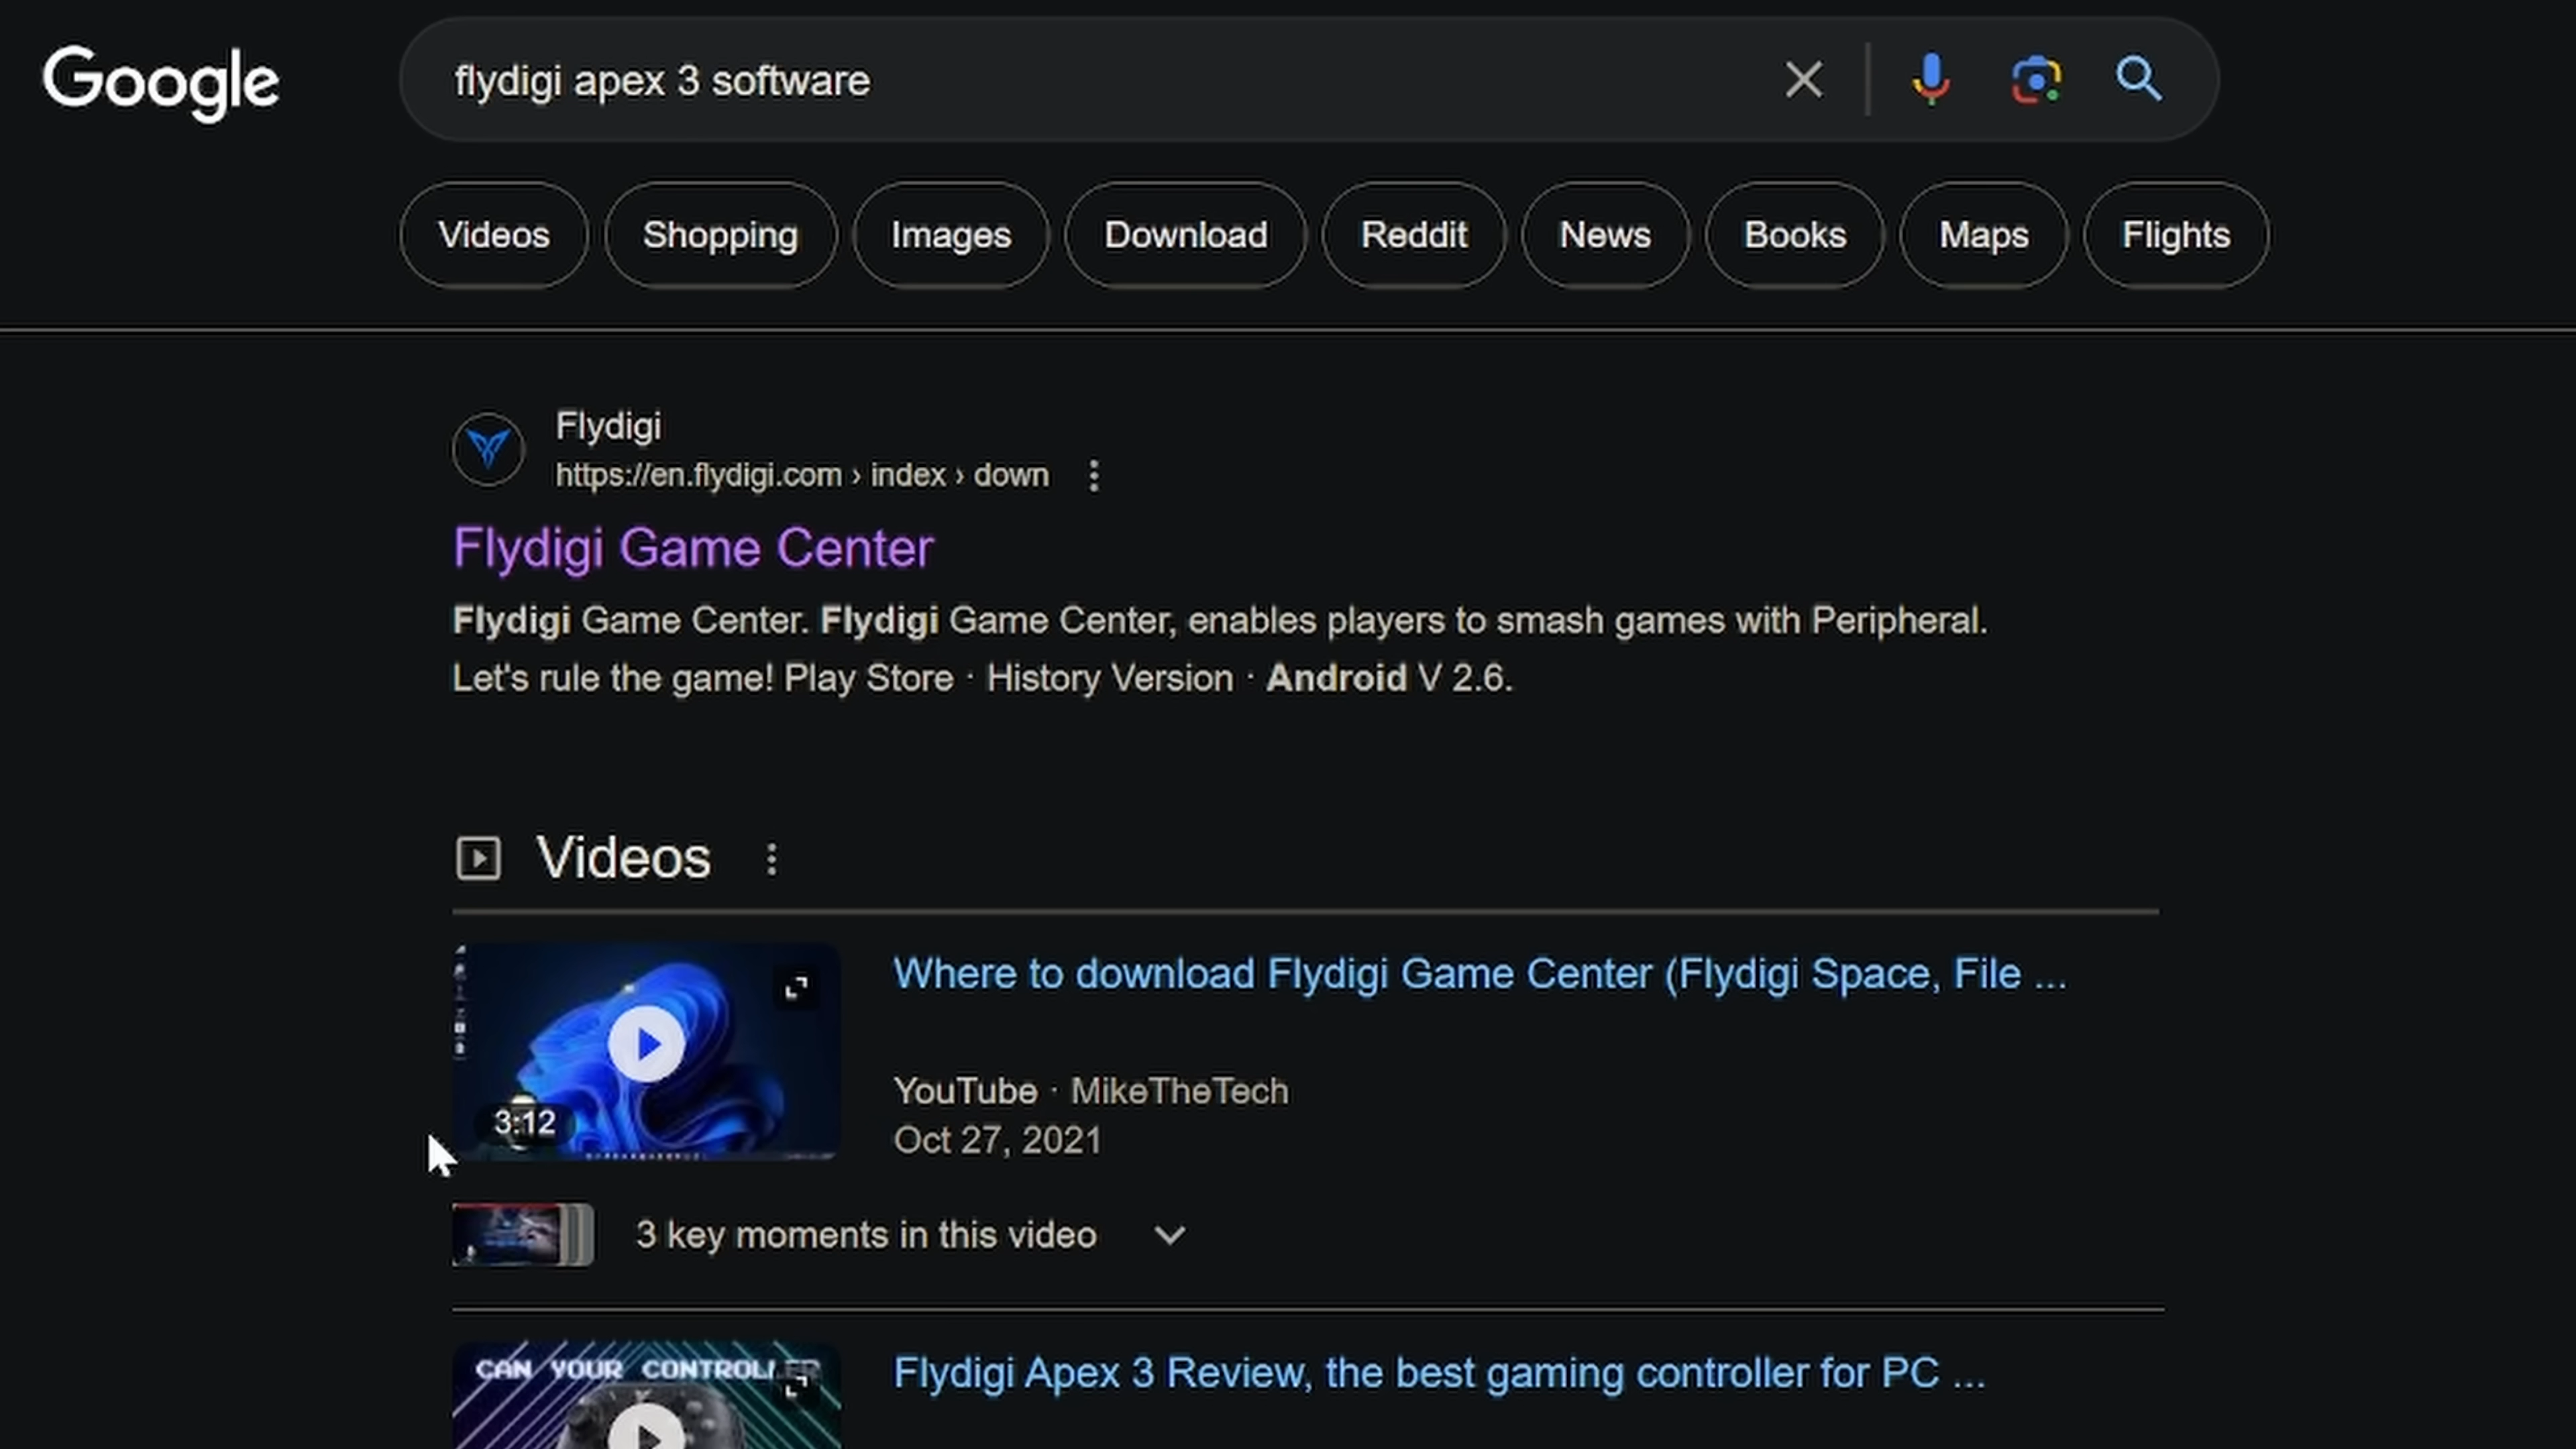 Google
flydigi apex 3 software
Videos
Shopping
Images
Download
Reddit
News
Books
Maps
Flights
Flydigi
https://en.flydigi.com › index › down
Flydigi Game Center
Flydigi Game Center. Flydigi Game Center, enables players to smash games with Peripheral.
Let's rule the game! Play Store · History Version · Android V 2.6.
Videos
3:12
Where to download Flydigi Game Center (Flydigi Space, File ...
YouTube · MikeTheTech
Oct 27, 2021
3 key moments in this video
CAN YOUR CONTROLLER
Flydigi Apex 3 Review, the best gaming controller for PC ...